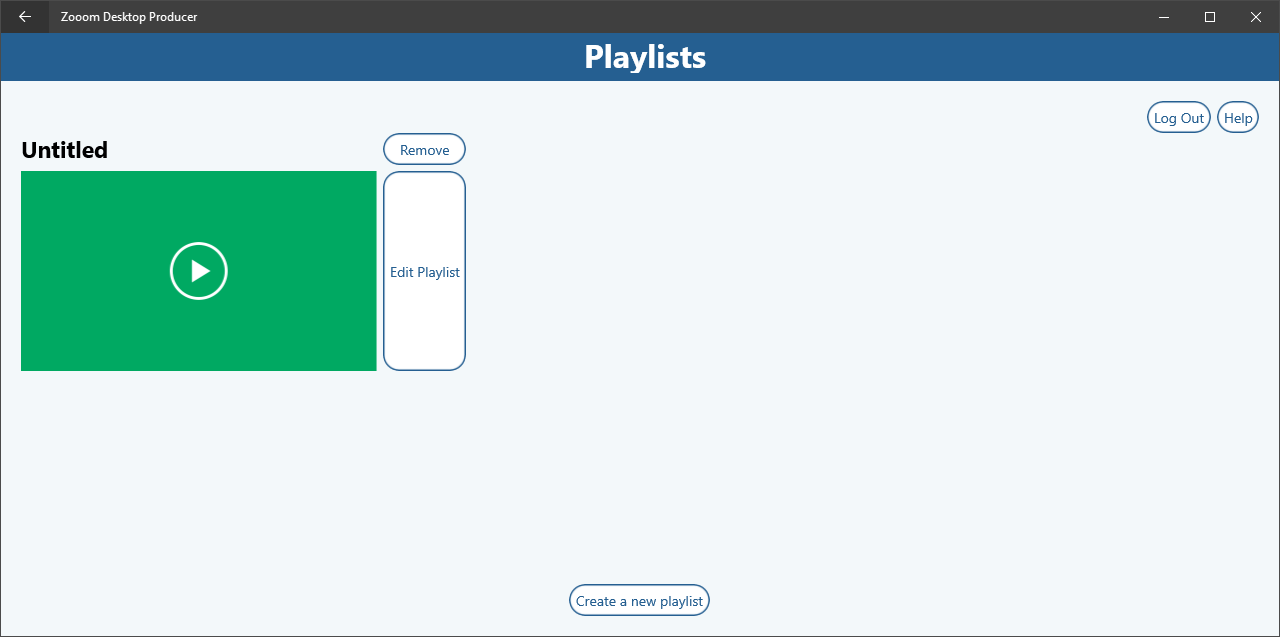 Zooom Desktop Producer
Playlists
Log Out Help
Untitled
Remove
Edit Playlist
Create a new playlist